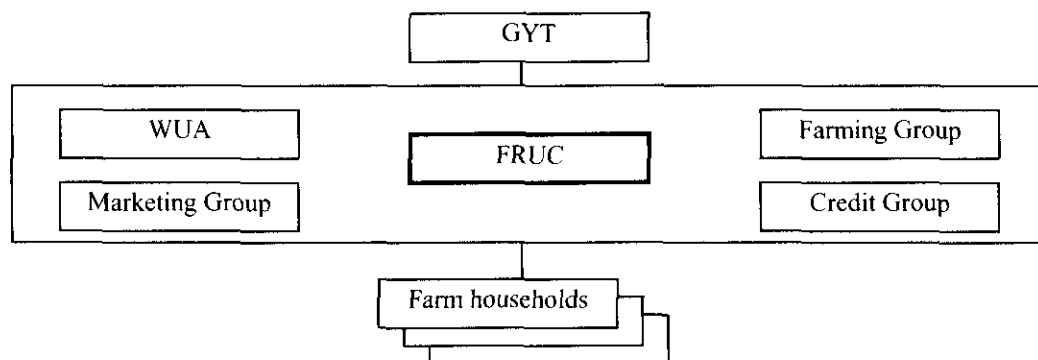 GYT
WUA
FRUC
Farming Group
Marketing Group
Credit Group
Farm households